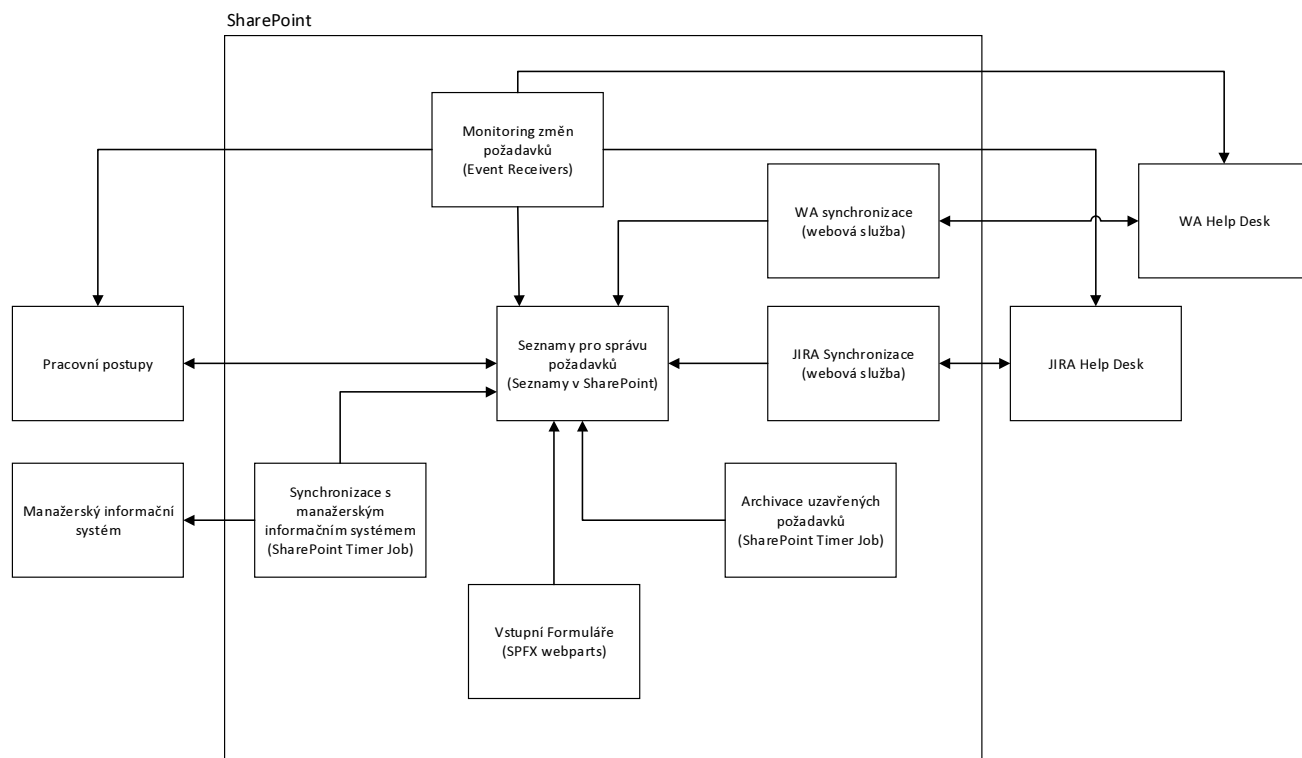 SharePoint
Monitoring změn
požadavků
(Event Receivers)
WA synchronizace
(webová služba)
WA Help Desk
Pracovní postupy
Seznamy pro správu
požadavků
(Seznamy v SharePoint)
JIRA Synchronizace
(webová služba)
JIRA Help Desk
Manažerský informační
systém
Synchronizace s
manažerským
informačním systémem
(SharePoint Timer Job)
Archivace uzavřených
požadavků
(SharePoint Timer Job)
Vstupní Formuláře
(SPFX webparts)